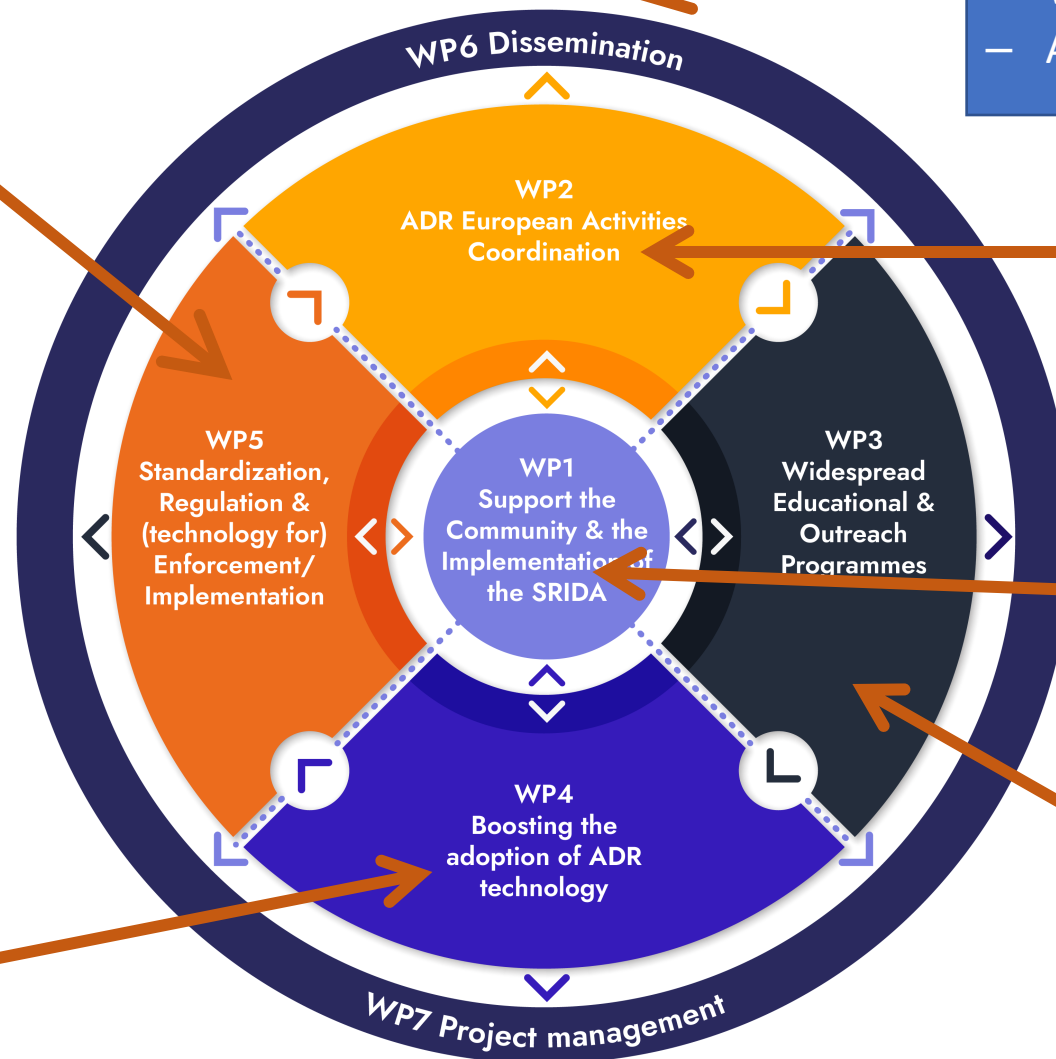 WP6 Dissemination
– A
WP2
ADR European Activities
Coordination
WP5
Standardization,
Regulation &
(technology for)
Enforcement/
Implementation
WP1
Support the
Community & the
Implementation of
the SRIDA
WP3
Widespread
Educational &
Outreach
Programmes
WP4
Boosting the
adoption of ADR
technology
WP7 Project management